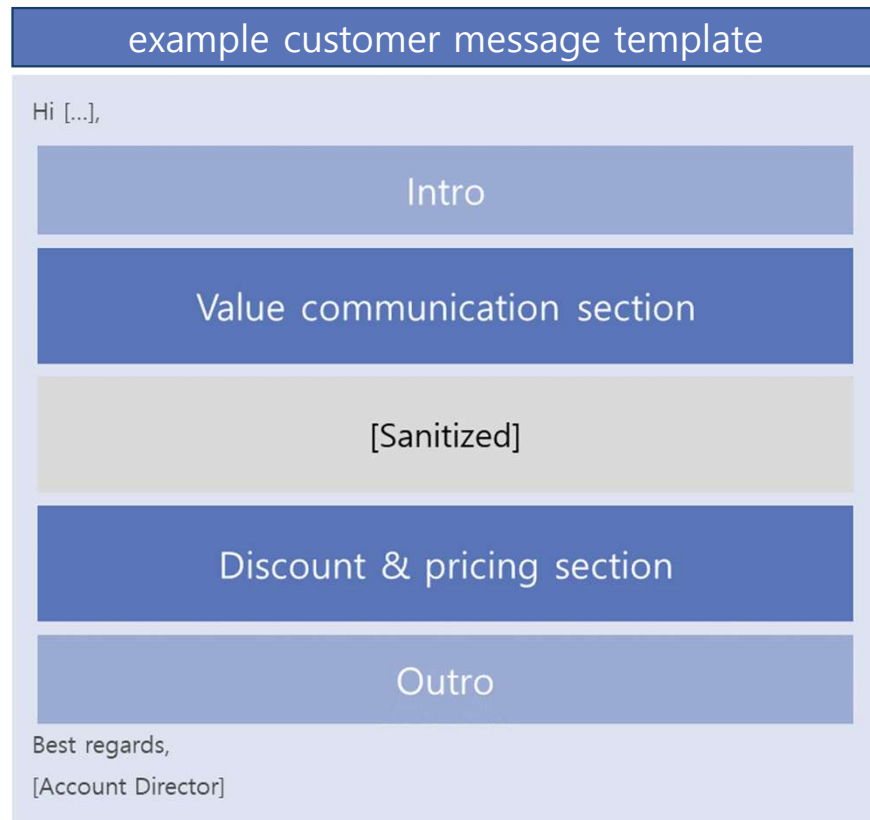 example customer message template
Hi [...],
Intro
Value communication section
[Sanitized]
Discount & pricing section
Outro
Best regards,
[Account Director]